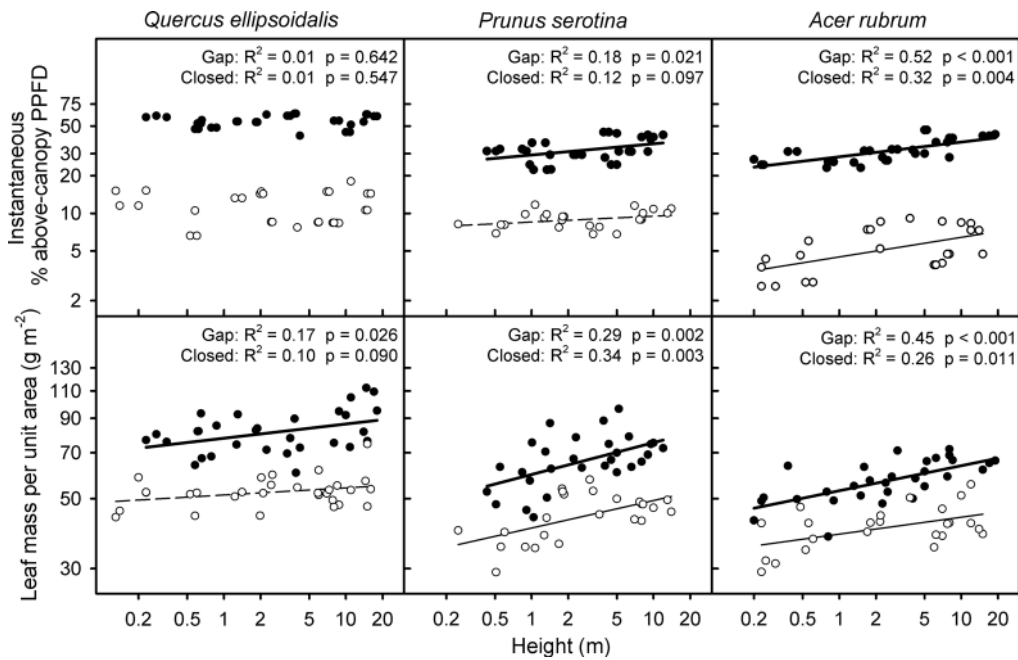 Quercus ellipsoidalis Prunus serotina Acer rubrum
Gap: R² = 0.01 p = 0.642
Closed: R² = 0.01 p = 0.547
Gap: R² = 0.18 p = 0.021
Closed: R² = 0.12 p = 0.097
Gap: R² = 0.52 p < 0.001
Closed: R² = 0.32 p = 0.004
Instantaneous
% above-canopy PPFD
75
50
30
20
10
5
2
Gap: R² = 0.17 p = 0.026
Closed: R² = 0.10 p = 0.090
Gap: R² = 0.29 p = 0.002
Closed: R² = 0.34 p = 0.003
Gap: R² = 0.45 p < 0.001
Closed: R² = 0.26 p = 0.011
Leaf mass per unit area (g m⁻²)
130
110
90
70
50
30
0.2 0.5 1 2 5 10 20 0.2 0.5 1 2 5 10 20 0.2 0.5 1 2 5 10 20
Height (m)